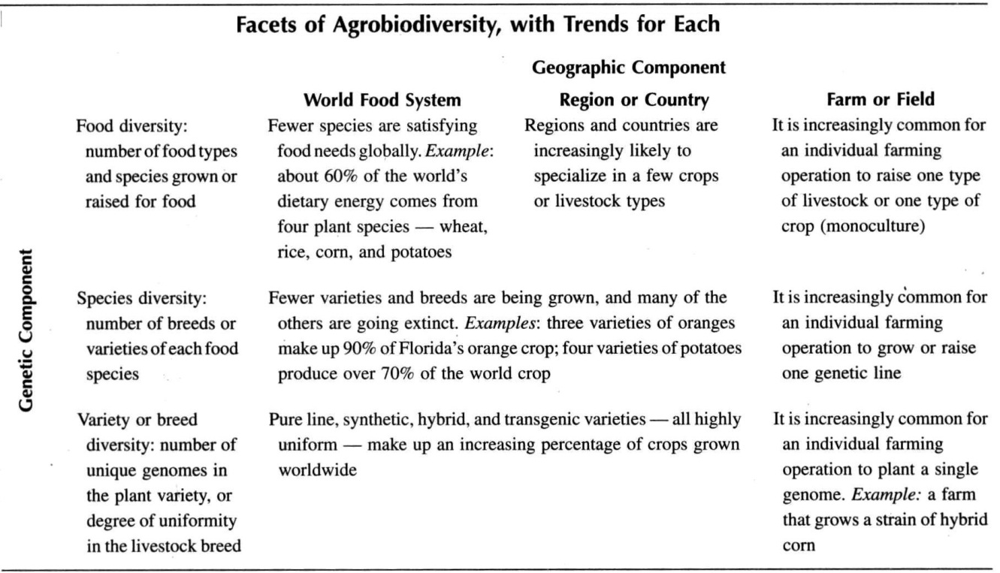 Facets of Agrobiodiversity, with Trends for Each
Geographic Component
World Food System
Region or Country
Farm or Field
Genetic Component
Food diversity:
number of food types
and species grown or
raised for food
Fewer species are satisfying
food needs globally. Example:
about 60% of the world's
dietary energy comes from
four plant species — wheat,
rice, corn, and potatoes
Regions and countries are
increasingly likely to
specialize in a few crops
or livestock types
It is increasingly common for
an individual farming
operation to raise one type
of livestock or one type of
crop (monoculture)
Species diversity:
number of breeds or
varieties of each food
species
Fewer varieties and breeds are being grown, and many of the
others are going extinct. Examples: three varieties of oranges
make up 90% of Florida's orange crop; four varieties of potatoes
produce over 70% of the world crop
It is increasingly common for
an individual farming
operation to grow or raise
one genetic line
Variety or breed
diversity: number of
unique genomes in
the plant variety, or
degree of uniformity
in the livestock breed
Pure line, synthetic, hybrid, and transgenic varieties — all highly
uniform — make up an increasing percentage of crops grown
worldwide
It is increasingly common for
an individual farming
operation to plant a single
genome. Example: a farm
that grows a strain of hybrid
corn